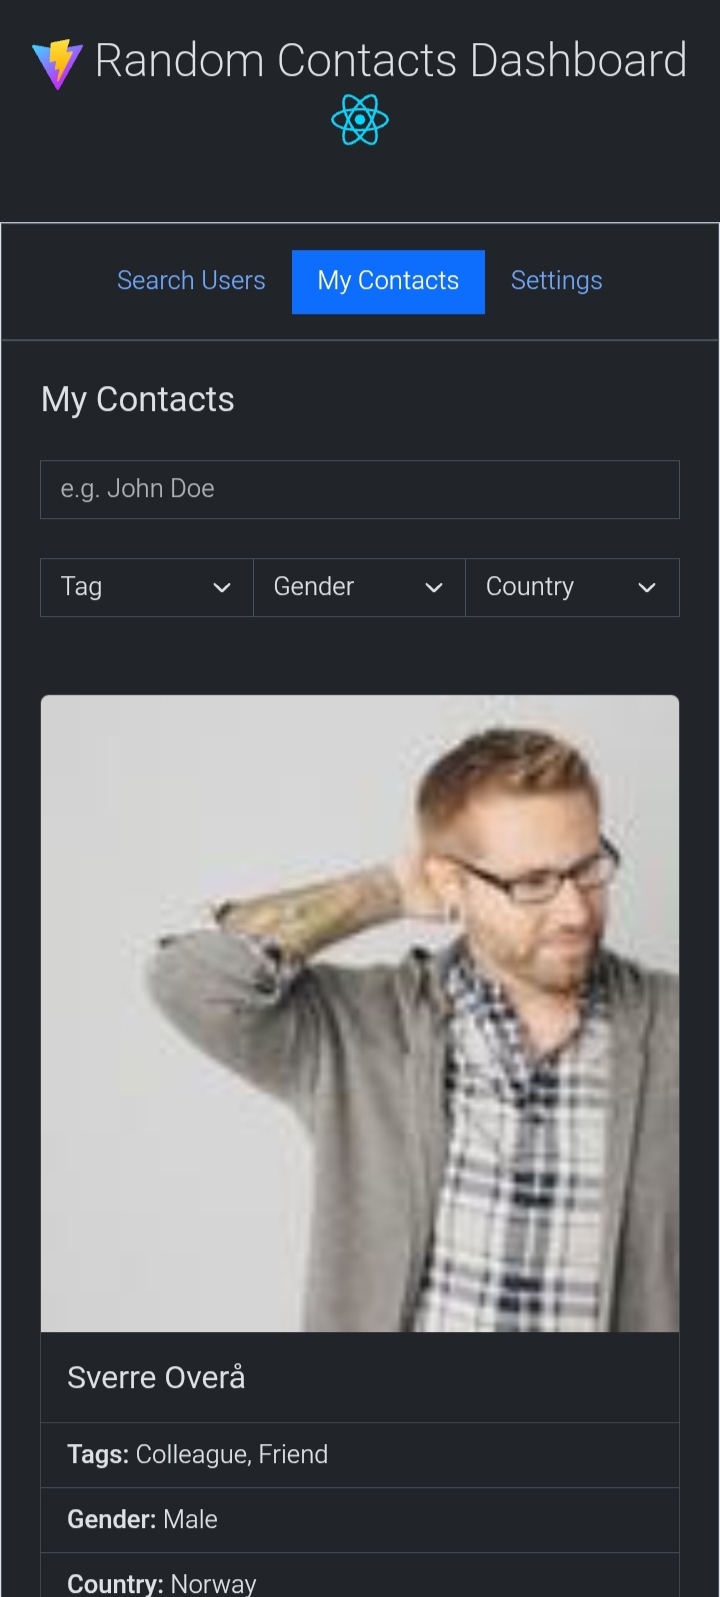 Random Contacts Dashboard
Search Users My Contacts Settings
My Contacts
e.g. John Doe
Tag Gender Country
Sverre Overå
Tags: Colleague, Friend
Gender: Male
Country: Norway